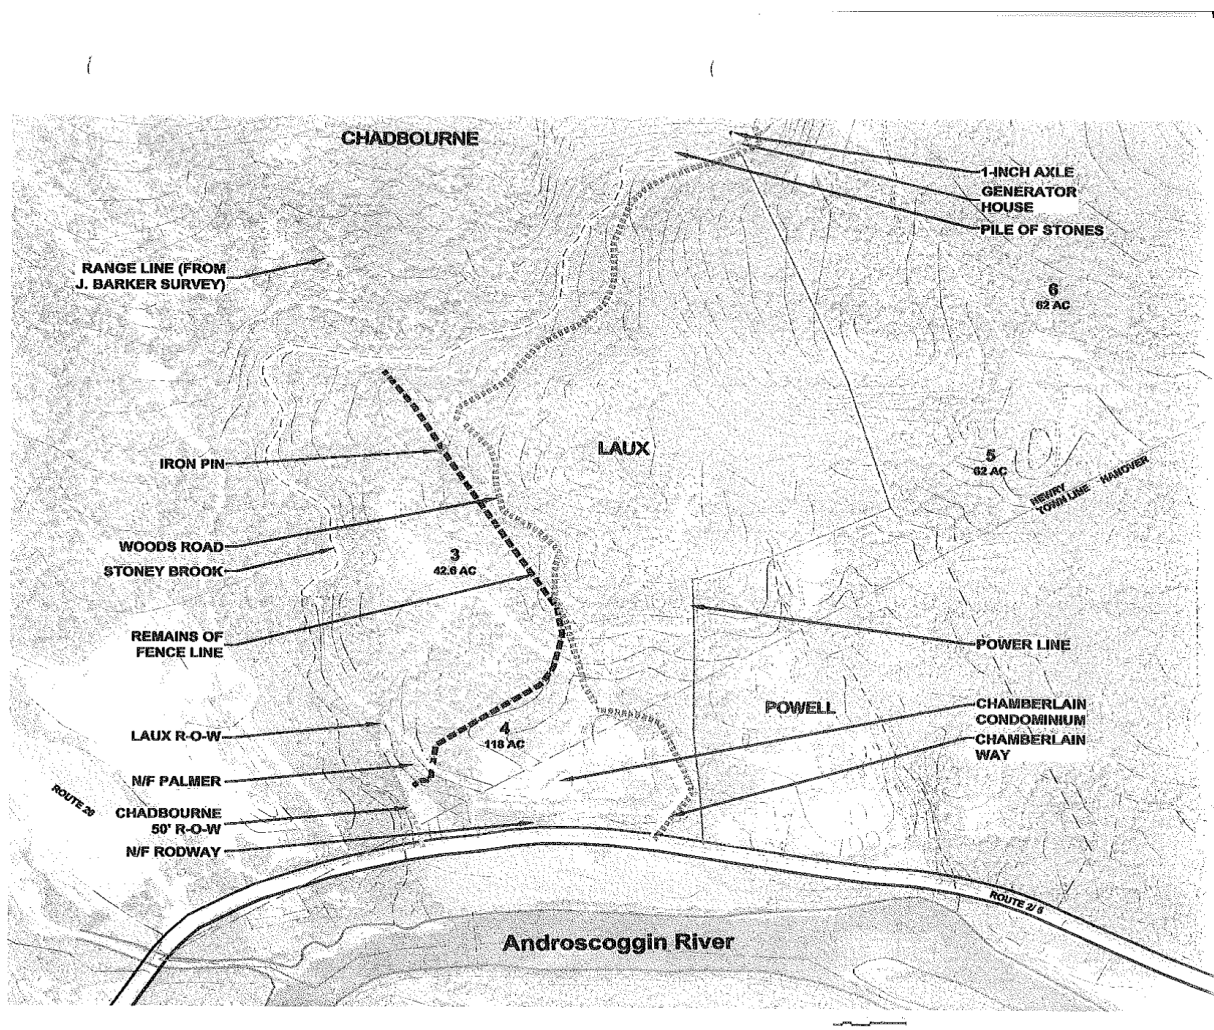 CHADBOURNE
1-INCH AXLE
GENERATOR
HOUSE
PILE OF STONES
RANGE LINE (FROM
J. BARKER SURVEY)
6
62 AC
LAUX
5
62 AC
NEWRY
TOWN LINE
HANOVER
IRON PIN
WOODS ROAD
STONEY BROOK
3
42.6 AC
REMAINS OF
FENCE LINE
POWER LINE
POWELL
CHAMBERLAIN
CONDOMINIUM
CHAMBERLAIN
WAY
LAUX R-O-W
4
118 AC
N/F PALMER
ROUTE 26
CHADBOURNE
50' R-O-W
N/F RODWAY
ROUTE 2/5
Androscoggin River